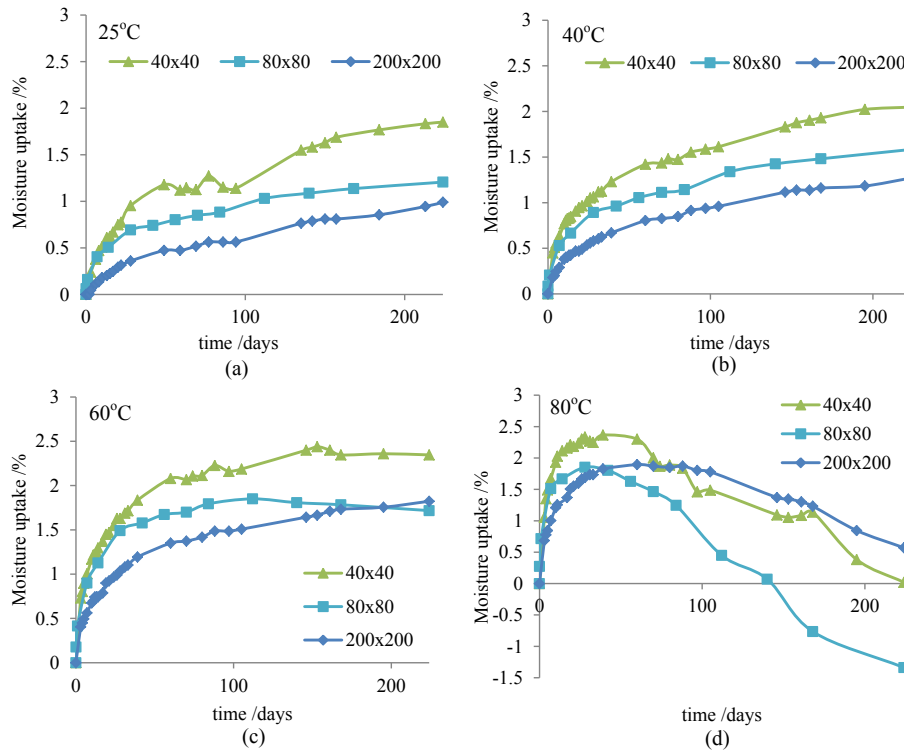 25°C
40x40 80x80 200x200
Moisture uptake /%
3
2.5
2
1.5
1
0.5
0
0 100 200
time /days
(a)
40°C
40x40 80x80 200x200
Moisture uptake /%
3
2.5
2
1.5
1
0.5
0
0 100 200
time /days
(b)
60°C
Moisture uptake /%
3
2.5
2
1.5
1
0.5
0
40x40
80x80
200x200
0 100 200
time /days
(c)
80°C
40x40
80x80
200x200
Moisture uptake /%
3
2.5
2
1.5
1
0.5
0
-0.5
-1
-1.5
0 100 200
time /days
(d)